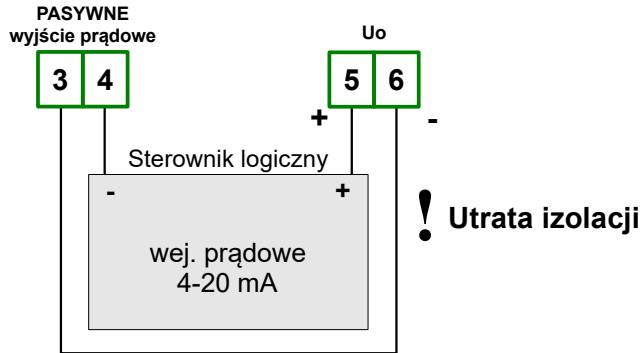 PASYWNE
wyjście prądowe
Uo
3 4
5 6
+ -
Sterownik logiczny
- +
! Utrata izolacji
wej. prądowe
4-20 mA